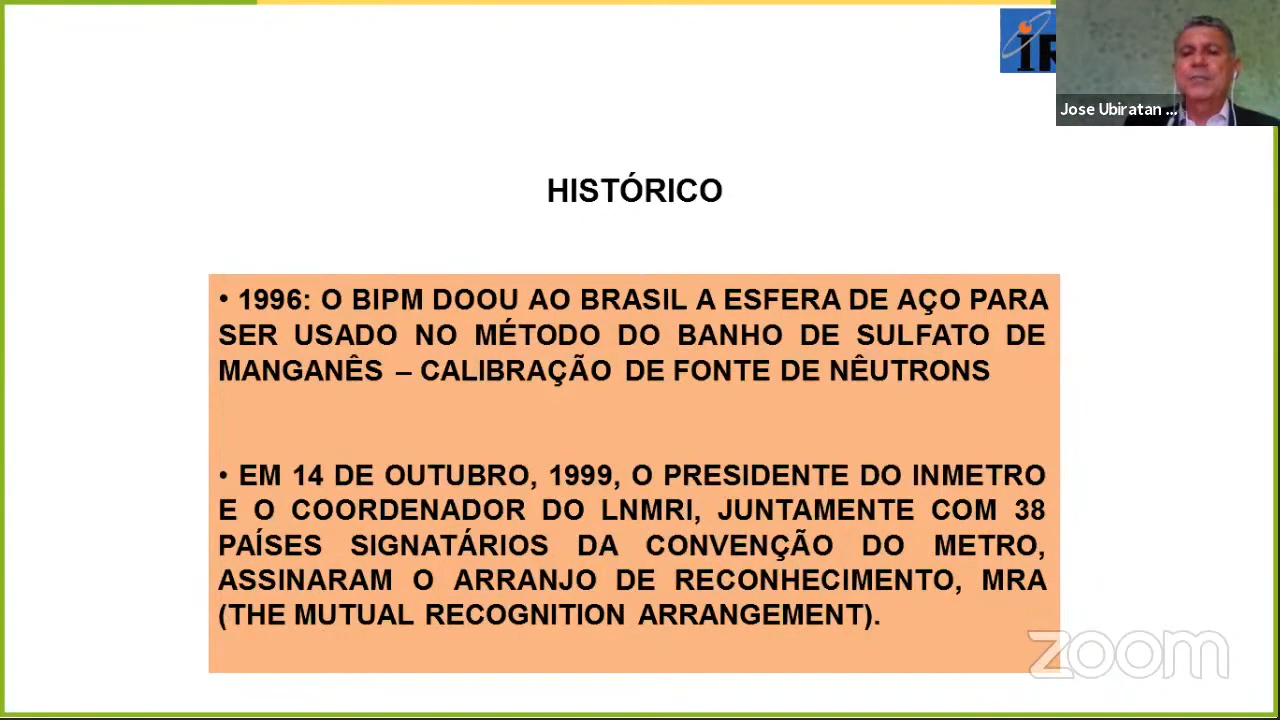 iR
Jose Ubiratan ...
HISTÓRICO
• 1996: O BIPM DOOU AO BRASIL A ESFERA DE AÇO PARA
SER USADO NO MÉTODO DO BANHO DE SULFATO DE
MANGANÊS – CALIBRAÇÃO DE FONTE DE NÊUTRONS
• EM 14 DE OUTUBRO, 1999, O PRESIDENTE DO INMETRO
E O COORDENADOR DO LNMRI, JUNTAMENTE COM 38
PAÍSES SIGNATÁRIOS DA CONVENÇÃO DO METRO,
ASSINARAM O ARRANJO DE RECONHECIMENTO, MRA
(THE MUTUAL RECOGNITION ARRANGEMENT).
zoom